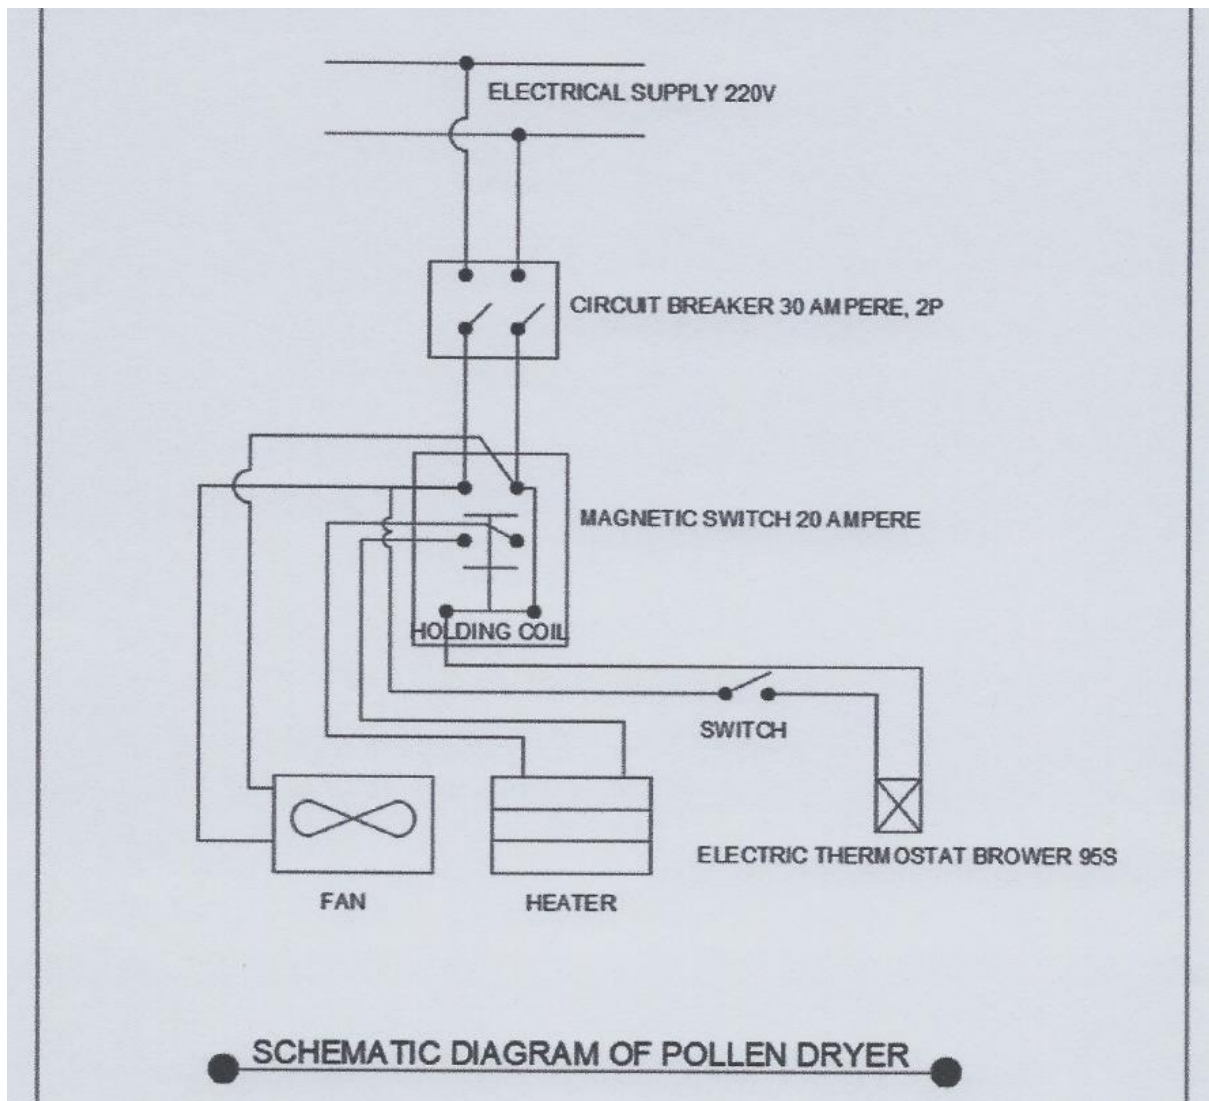 ELECTRICAL SUPPLY 220V
CIRCUIT BREAKER 30 AMPERE, 2P
MAGNETIC SWITCH 20 AMPERE
HOLDING COIL
SWITCH
ELECTRIC THERMOSTAT BROWER 95S
FAN
HEATER
SCHEMATIC DIAGRAM OF POLLEN DRYER